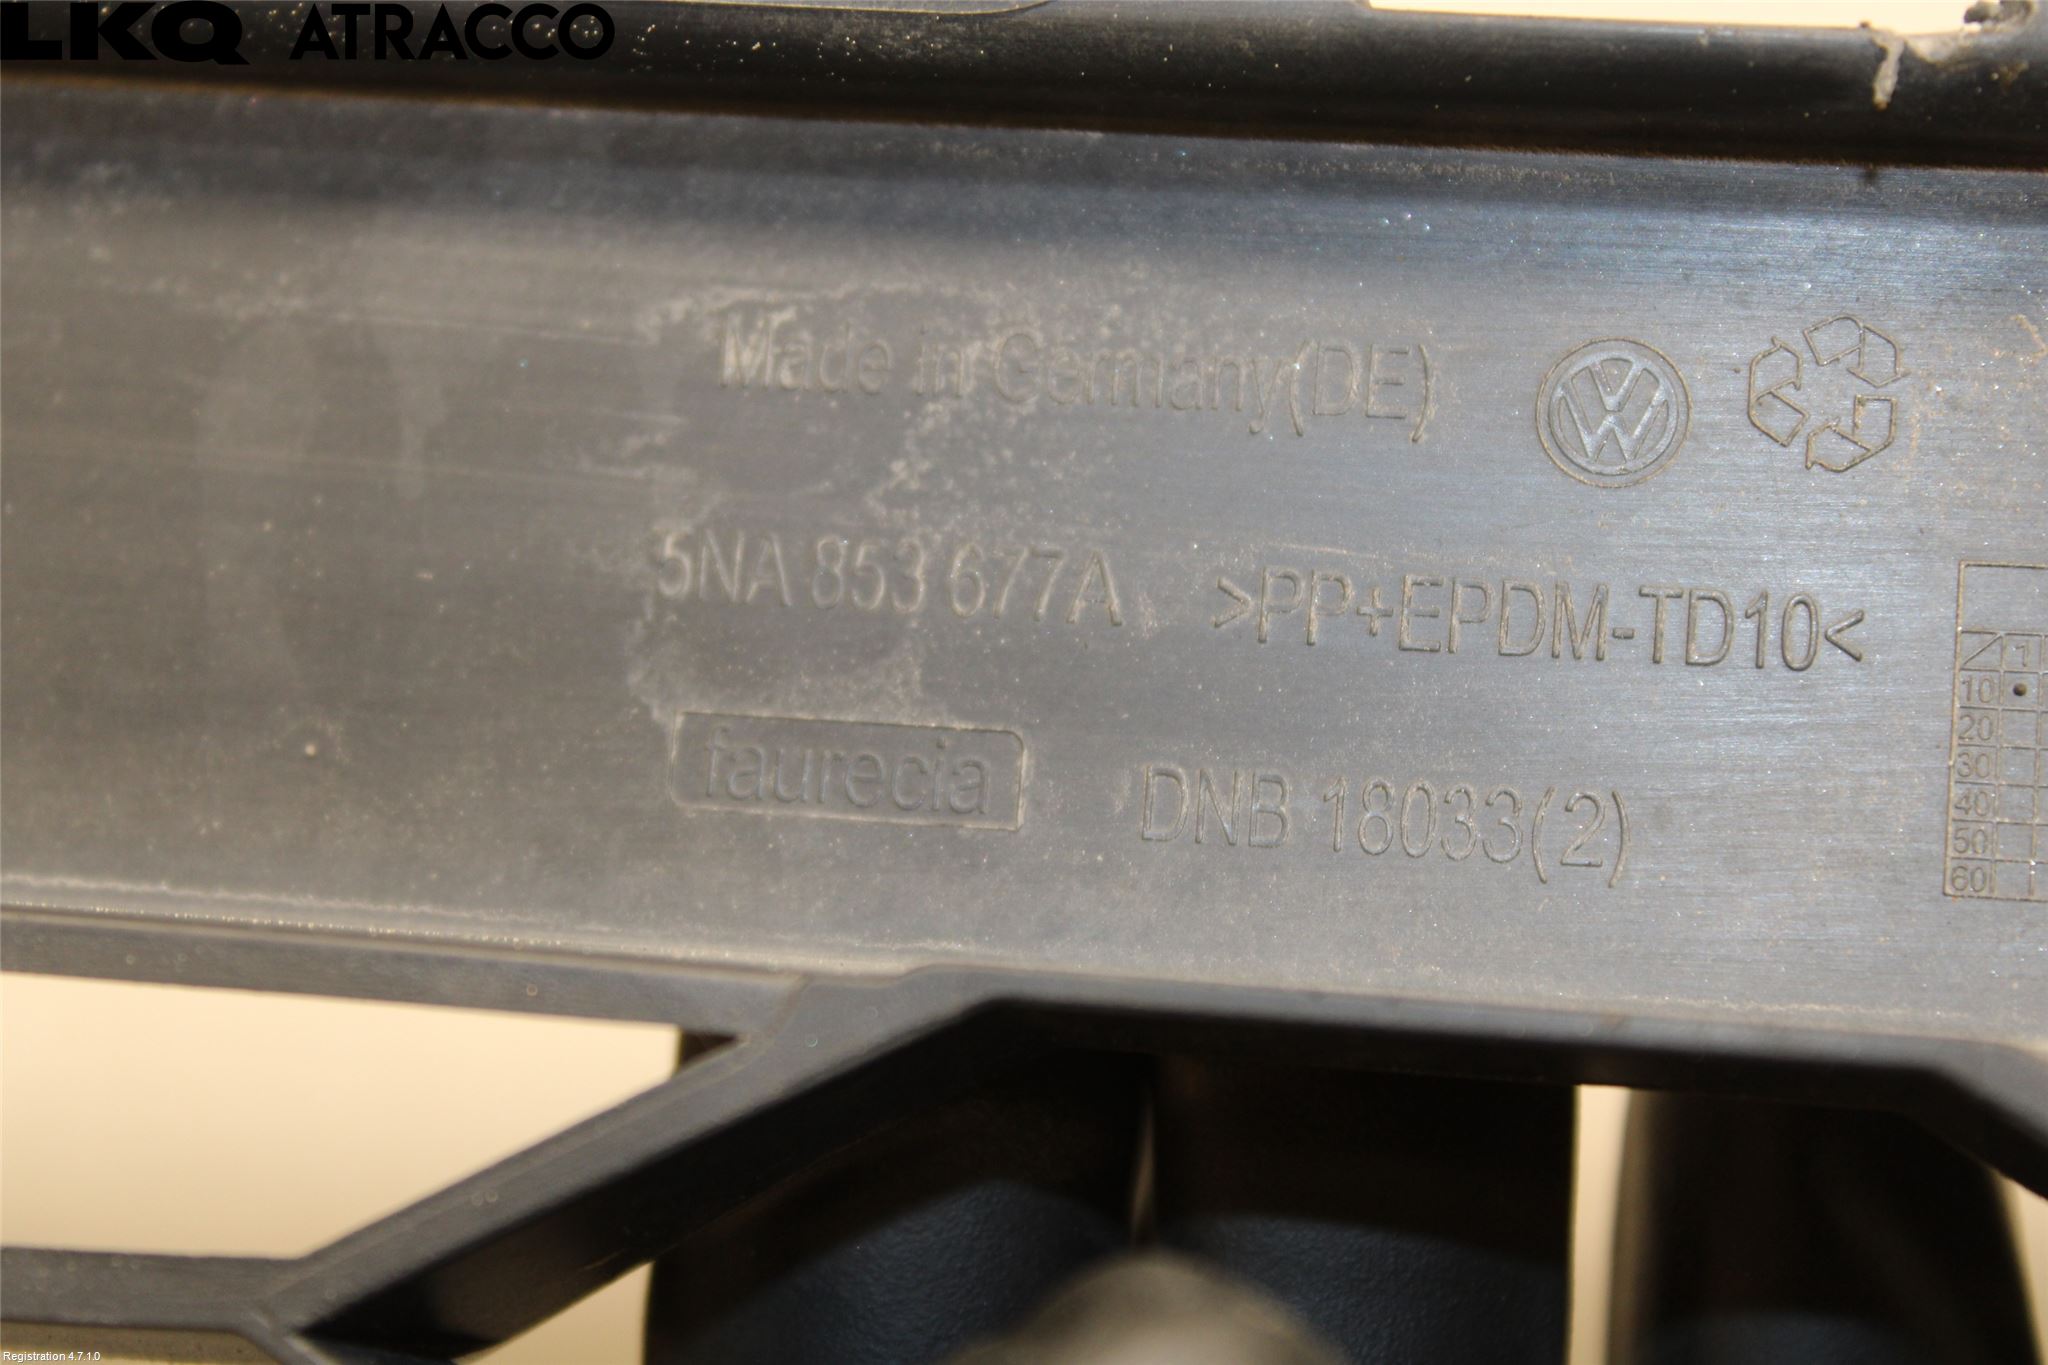 LKQ ATRACCO
Made in Germany(DE)
5NA 853 677A >PP+EPDM-TD10<
faurecia DNB 18033(2)
1
10
20
30
40
50
60
Registration 4.7.1.0